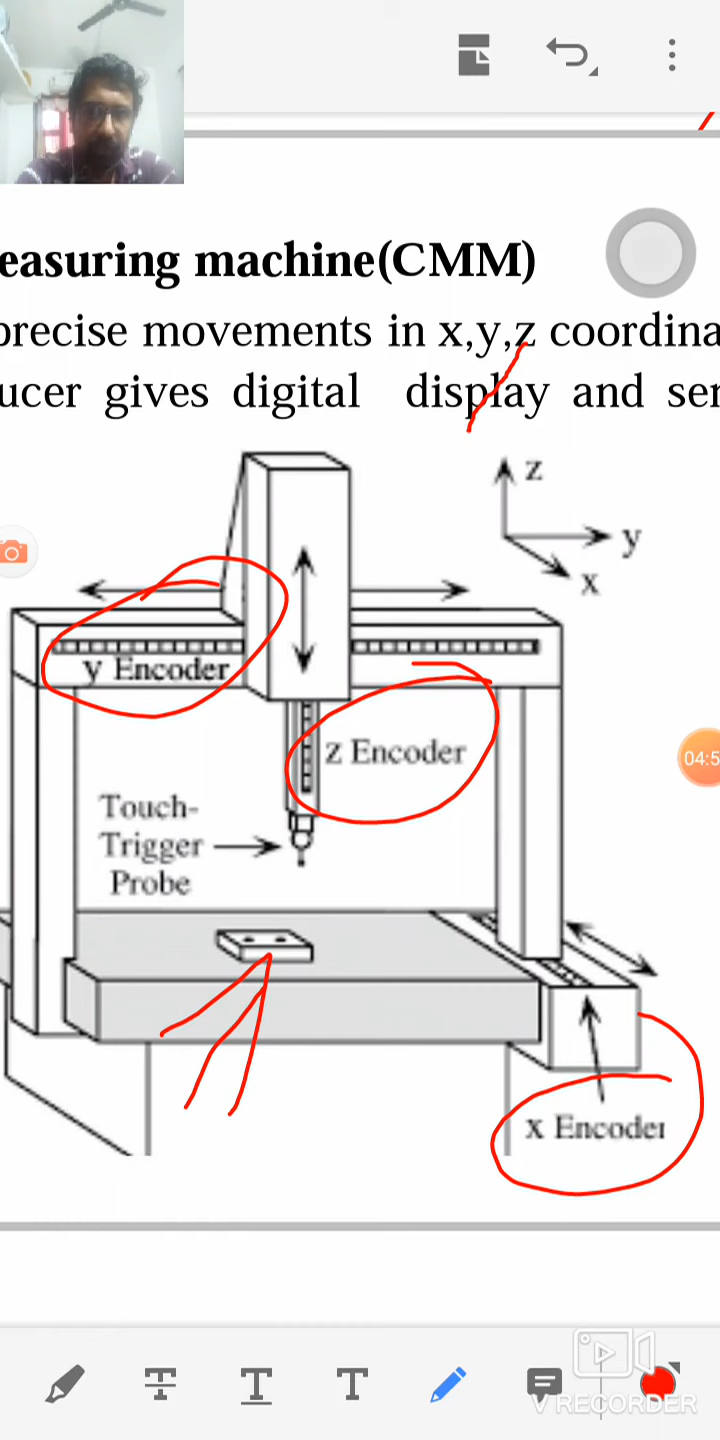 easuring machine(CMM)
precise movements in x,y,z coordina
ucer gives digital display and ser
z
y
x
y Encoder
z Encoder
Touch-
Trigger
Probe
04:5
x Encoder
T T T
V RECORDER